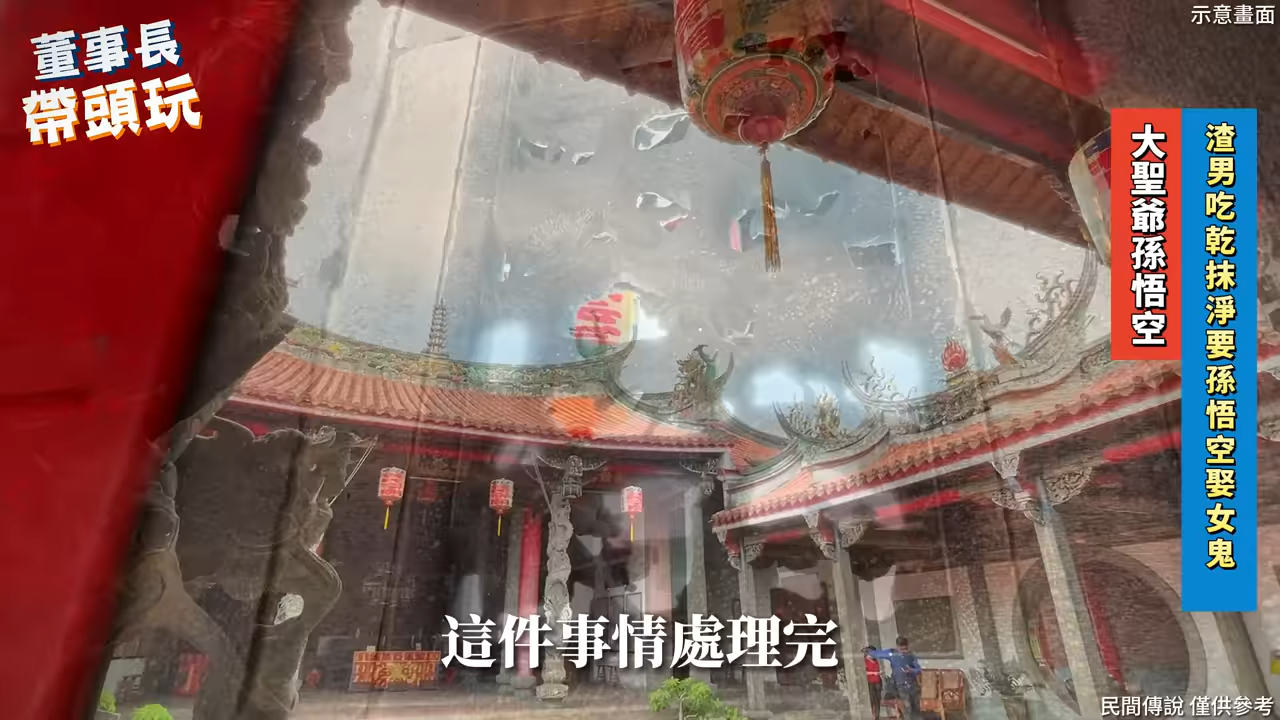 董事長
帶頭玩
示意畫面
大聖爺孫悟空
渣男吃乾抹淨要孫悟空娶女鬼
這件事情處理完
民間傳說 僅供參考